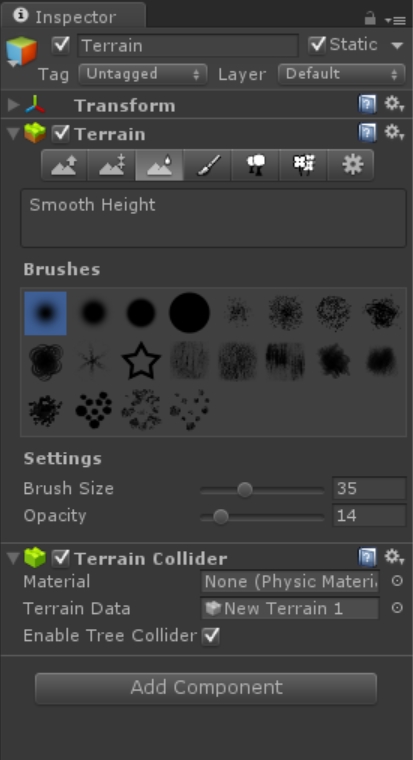 Inspector
Terrain Static
Tag Untagged Layer Default
Transform
Terrain
Smooth Height
Brushes
Settings
Brush Size 35
Opacity 14
Terrain Collider
Material None (Physic Materi
Terrain Data New Terrain 1
Enable Tree Collider
Add Component